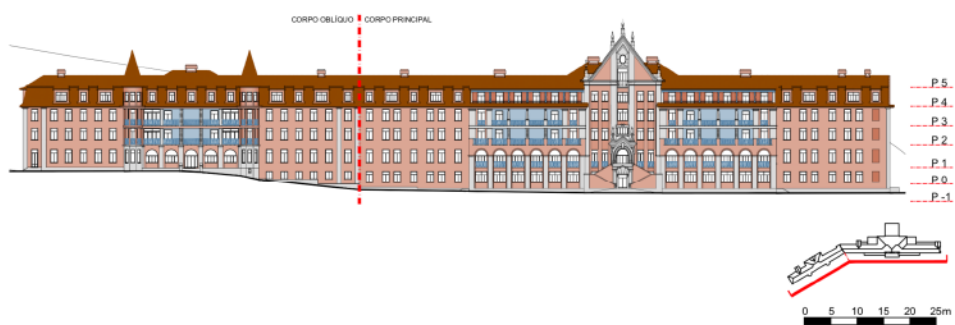 CORPO OBLÍQUO CORPO PRINCIPAL
P 5
P 4
P 3
P 2
P 1
P 0
P -1
0 5 10 15 20 25m